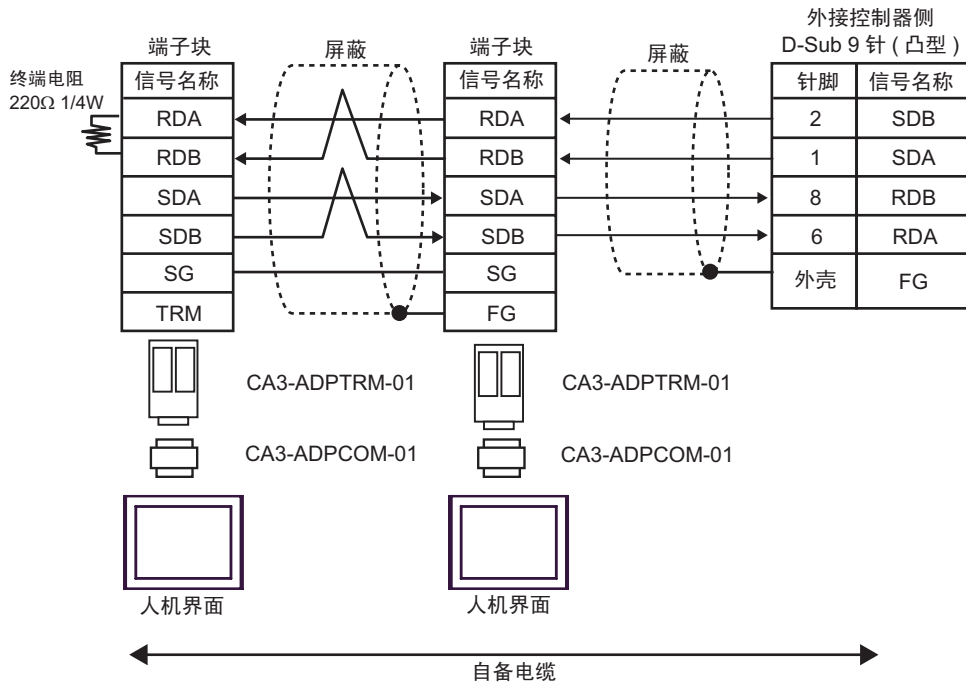 外接控制器侧
端子块 屏蔽 端子块 屏蔽 D-Sub 9 针 ( 凸型 )
终端电阻
220Ω 1/4W
信号名称 信号名称 针脚 信号名称
RDA RDA 2 SDB
RDB RDB 1 SDA
SDA SDA 8 RDB
SDB SDB 6 RDA
SG SG 外壳 FG
TRM FG
CA3-ADPTRM-01 CA3-ADPTRM-01
CA3-ADPCOM-01 CA3-ADPCOM-01
人机界面 人机界面
自备电缆